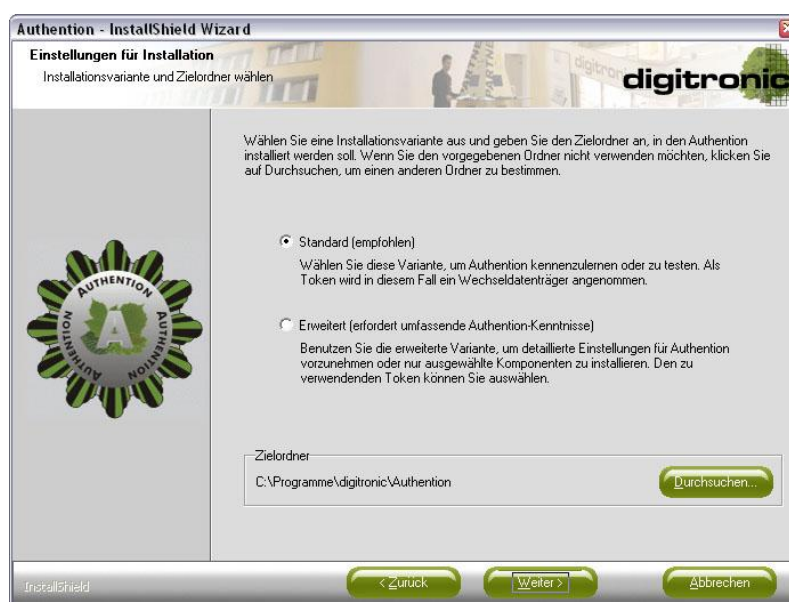 Authention - InstallShield Wizard
Einstellungen für Installation
Installationsvariante und Zielordner wählen
PARTNE
PARTNER
digitron
digitronic
Wählen Sie eine Installationsvariante aus und geben Sie den Zielordner an, in den Authention
installiert werden soll. Wenn Sie den vorgegebenen Ordner nicht verwenden möchten, klicken Sie
auf Durchsuchen, um einen anderen Ordner zu bestimmen.
Standard (empfohlen)
Wählen Sie diese Variante, um Authention kennenzulernen oder zu testen. Als
Token wird in diesem Fall ein Wechseldatenträger angenommen.
AUTHENTION
AUTHENTION
AUTHENTION
AUTHENTION
A
Erweitert (erfordert umfassende Authention-Kenntnisse)
Benutzen Sie die erweiterte Variante, um detaillierte Einstellungen für Authention
vorzunehmen oder nur ausgewählte Komponenten zu installieren. Den zu
verwendenden Token können Sie auswählen.
Zielordner
C:\Programme\digitronic\Authention
Durchsuchen...
InstallShield
< Zurück
Weiter >
Abbrechen